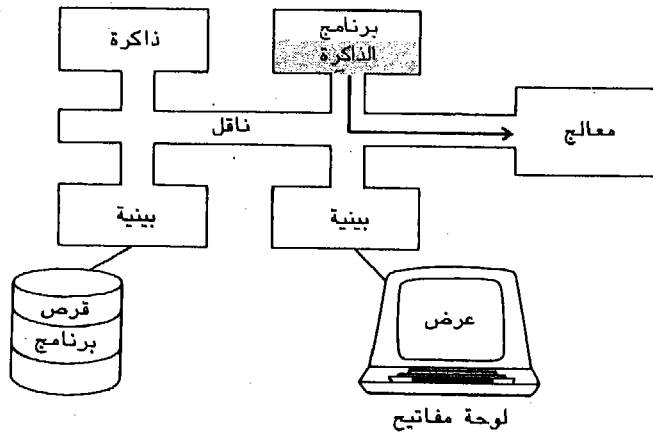 ذاكرة
برنامج
الذاكرة
ناقل
معالج
بينية
بينية
قرص
برنامج
عرض
لوحة مفاتيح